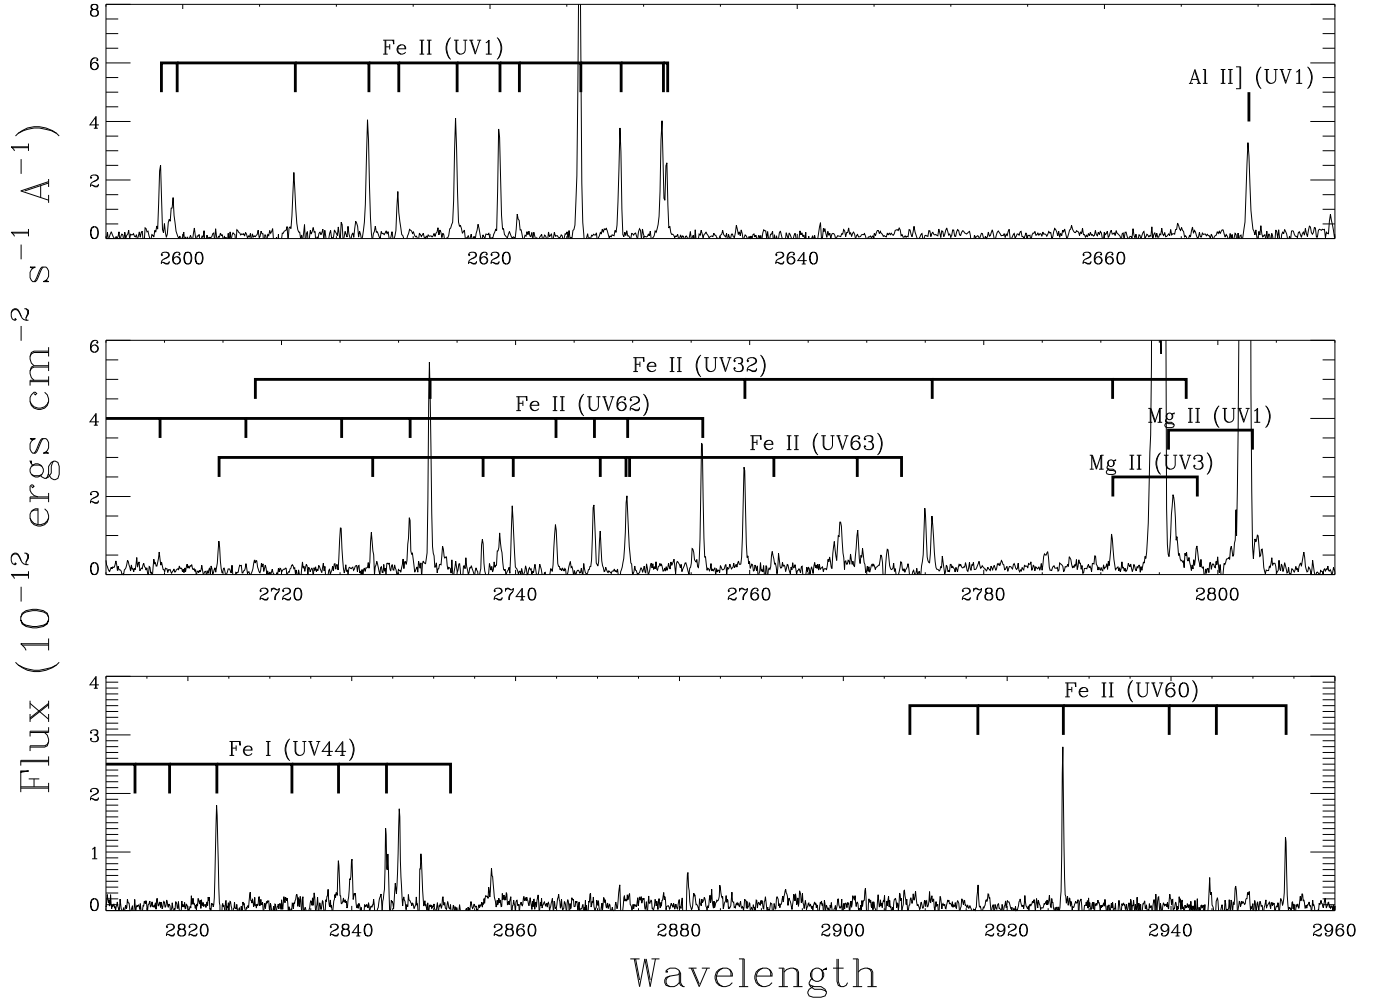 Flux (10⁻¹² ergs cm⁻² s⁻¹ A⁻¹)
8
Fe II (UV1)
6
Al II] (UV1)
4
2
0
2600 2620 2640 2660
6
Fe II (UV32)
Fe II (UV62)
4
Mg II (UV1)
Fe II (UV63)
Mg II (UV3)
2
0
2720 2740 2760 2780 2800
4
Fe II (UV60)
3
Fe I (UV44)
2
1
0
2820 2840 2860 2880 2900 2920 2940 2960
Wavelength